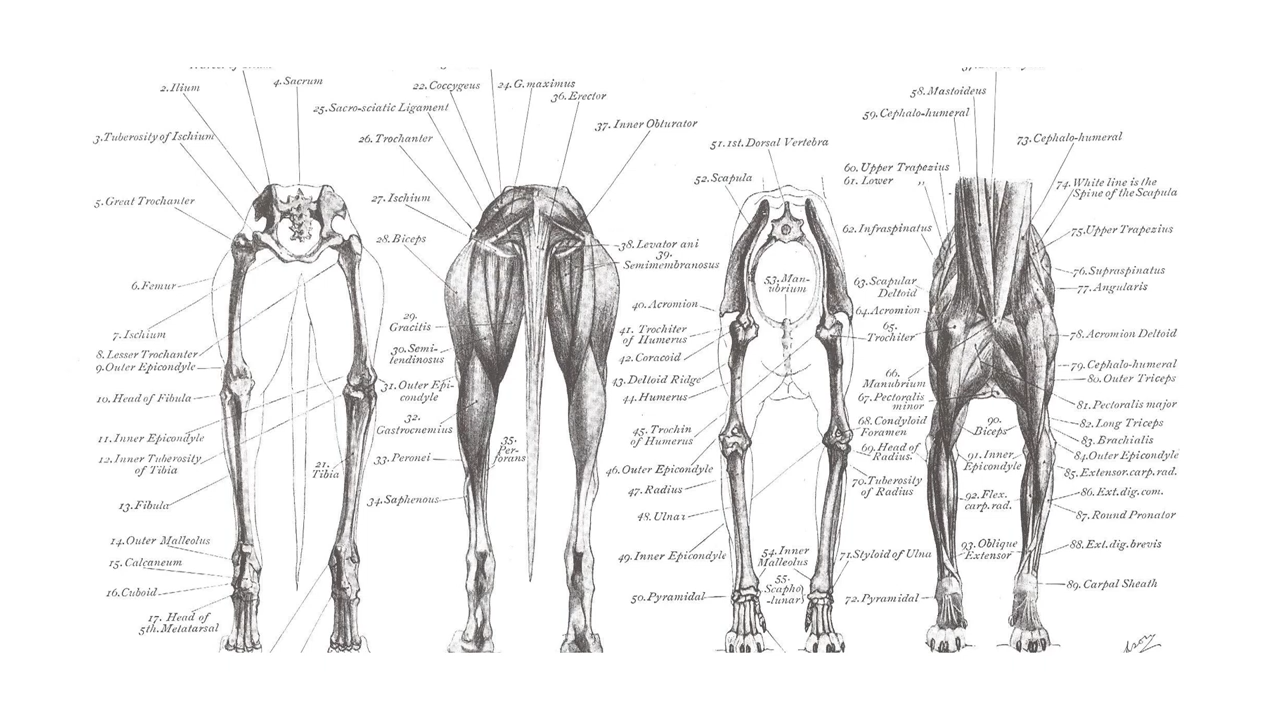 2.Ilium
4.Sacrum
3.Tuberosity of Ischium
5.Great Trochanter
6.Femur
7.Ischium
8.Lesser Trochanter
9.Outer Epicondyle
10.Head of Fibula
11.Inner Epicondyle
12.Inner Tuberosity
of Tibia
21.
Tibia
13.Fibula
14.Outer Malleolus
15.Calcaneum
16.Cuboid
17.Head of
5th.Metatarsal
22.Coccygeus
24.G.maximus
36.Erector
25.Sacro-sciatic Ligament
37.Inner Obturator
26.Trochanter
27.Ischium
28.Biceps
38.Levator ani
39.
Semimembranosus
29.
Gracitis
30.Semi-
tendinosus
31.Outer Epi-
condyle
32.
Gastrocnemius
33.Peronei
35.
Per-
forans
34.Saphenous
51.1st.Dorsal Vertebra
52.Scapula
53.Man-
ubrium
40.Acromion
41.Trochiter
of Humerus
42.Coracoid
43.Deltoid Ridge
44.Humerus
45.Trochin
of Humerus
46.Outer Epicondyle
47.Radius
48.Ulna
49.Inner Epicondyle
50.Pyramidal
54.Inner
Malleolus
55.
Scapho
-lunar
58.Mastoideus
59.Cephalo-humeral
60.Upper Trapezius
61.Lower „
62.Infraspinatus
63.Scapular
Deltoid
64.Acromion
65.
Trochiter
66.
Manubrium
67.Pectoralis
minor
68.Condyloid
Foramen
69.Head of
Radius.
70.Tuberosity
of Radius
71.Styloid of Ulna
72.Pyramidal
73.Cephalo-humeral
74.White line is the
Spine of the Scapula
75.Upper Trapezius
76.Supraspinatus
77.Angularis
78.Acromion Deltoid
79.Cephalo-humeral
80.Outer Triceps
81.Pectoralis major
82.Long Triceps
83.Brachialis
84.Outer Epicondyle
85.Extensor.carp.rad.
86.Ext.dig.com.
87.Round Pronator
88.Ext.dig.brevis
89.Carpal Sheath
90.
Biceps
91.Inner
Epicondyle
92.Flex.
carp.rad.
93.Oblique
Extensor